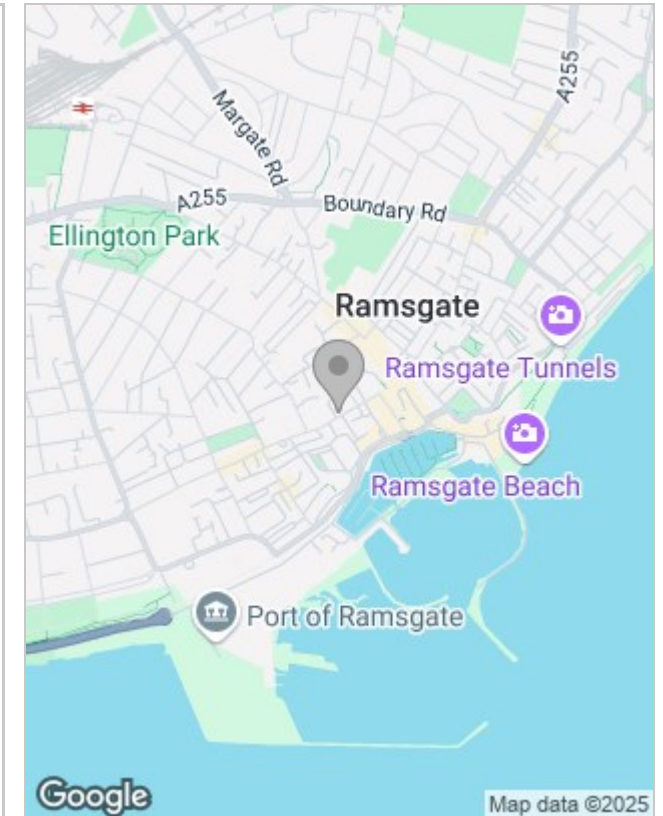 A255
Margate Rd
A255
Boundary Rd
Ellington Park
Ramsgate
Ramsgate Tunnels
Ramsgate Beach
Port of Ramsgate
Google
Map data ©2025